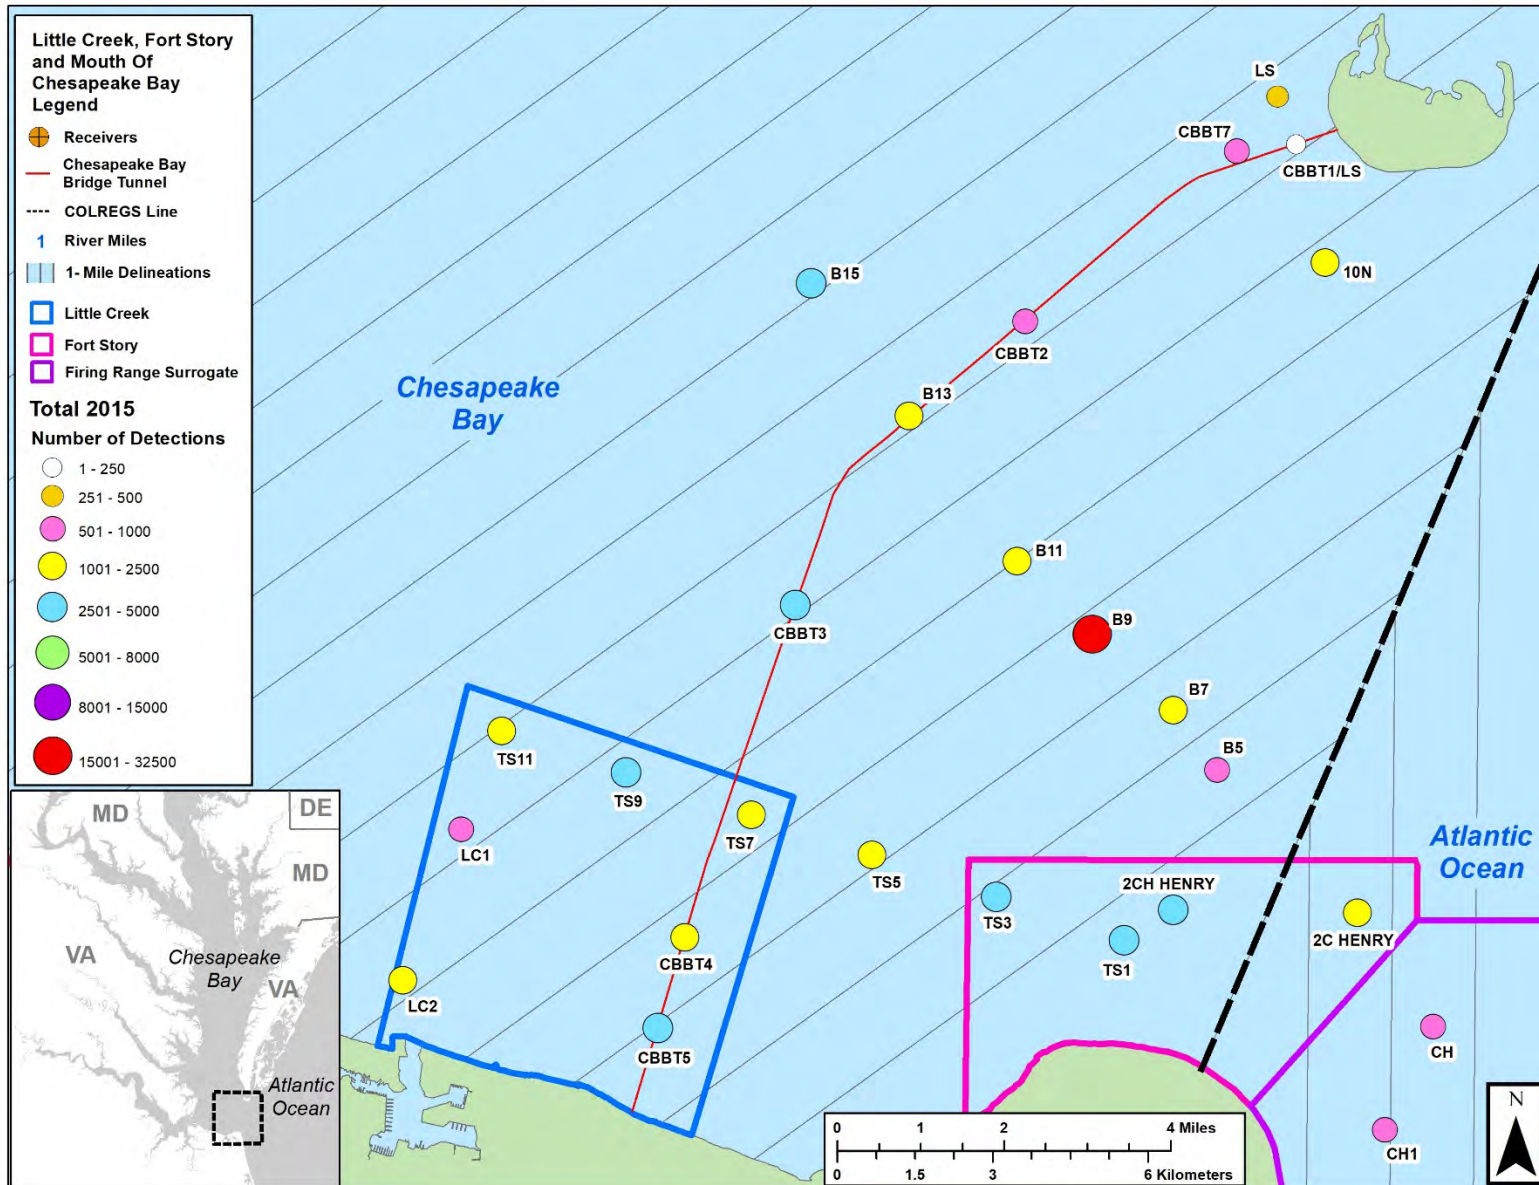 Little Creek, Fort Story
and Mouth Of
Chesapeake Bay
Legend
Receivers
Chesapeake Bay
Bridge Tunnel
COLREGS Line
1 River Miles
1- Mile Delineations
Little Creek
Fort Story
Firing Range Surrogate
Total 2015
Number of Detections
1 - 250
251 - 500
501 - 1000
1001 - 2500
2501 - 5000
5001 - 8000
8001 - 15000
15001 - 32500
LS
CBBT7
CBBT1/LS
10N
B15
CBBT2
Chesapeake
Bay
B13
B11
CBBT3
B9
B7
B5
TS11
TS9
TS7
LC1
TS5
Atlantic
Ocean
2CH HENRY
TS3
TS1
2C HENRY
CBBT4
LC2
CBBT5
CH
CH1
MD
DE
MD
VA
Chesapeake
Bay
VA
Atlantic
Ocean
0 1 2 4 Miles
0 1.5 3 6 Kilometers
N